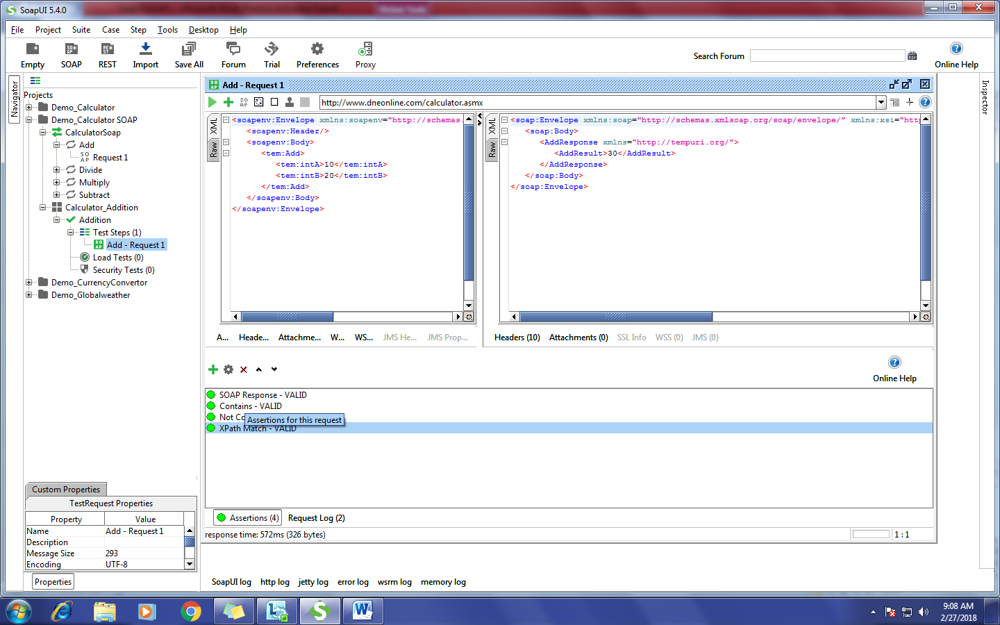 SoapUI 5.4.0
File Project Suite Case Step Tools Desktop Help
Empty SOAP REST Import Save All Forum Trial Preferences Proxy Search Forum Online Help
Navigator
Inspector
Projects
Demo_Calculator
Demo_Calculator SOAP
CalculatorSoap
Add
Request 1
Divide
Multiply
Subtract
Calculator_Addition
Addition
Test Steps (1)
Add - Request 1
Load Tests (0)
Security Tests (0)
Demo_CurrencyConvertor
Demo_Globalweather
Custom Properties
TestRequest Properties
Property Value
Name Add - Request 1
Description
Message Size 293
Encoding UTF-8
Properties
Add - Request 1
http://www.dneonline.com/calculator.asmx
XML
Raw
<soapenv:Envelope xmlns:soapenv="http://schemas.
<soapenv:Header/>
<soapenv:Body>
<tem:Add>
<tem:intA>10</tem:intA>
<tem:intB>20</tem:intB>
</tem:Add>
</soapenv:Body>
</soapenv:Envelope>
A... Heade... Attachme... W... WS... JMS He... JMS Prop...
XML
Raw
<soap:Envelope xmlns:soap="http://schemas.xmlsoap.org/soap/envelope/" xmlns:xsi="http
<soap:Body>
<AddResponse xmlns="http://tempuri.org/">
<AddResult>30</AddResult>
</AddResponse>
</soap:Body>
</soap:Envelope>
Headers (10) Attachments (0) SSL Info WSS (0) JMS (0)
Online Help
SOAP Response - VALID
Contains - VALID
Not Co
Assertions for this request
XPath Match - VALID
Assertions (4) Request Log (2)
response time: 572ms (326 bytes) 1 : 1
SoapUI log http log jetty log error log wsrm log memory log
9:08 AM
2/27/2018